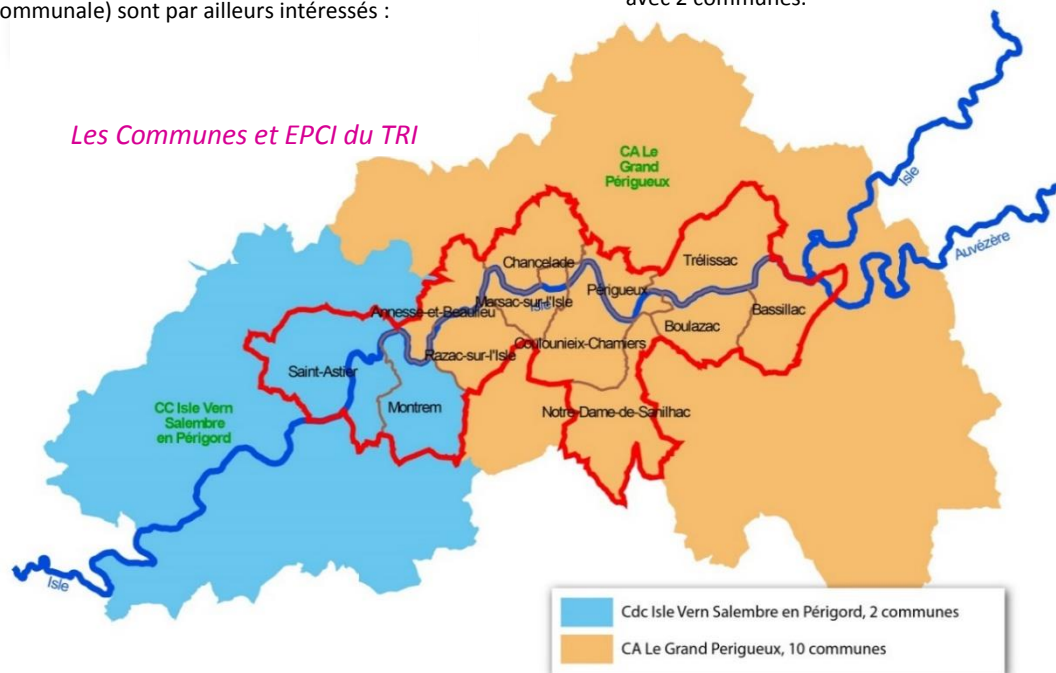 ommunale) sont par ailleurs intéressés :
avec 2 communes.
Les Communes et EPCI du TRI
CA Le
Grand
Périgueux
Isle
Auvézère
Chancelade
Trélissac
Périgueux
Marsac-sur-l'Isle
Isle
Annesse-et-Beaulieu
Bassillac
Boulazac
Coulounieix-Chamiers
Razac-sur-l'Isle
Saint-Astier
Montrem
Notre-Dame-de-Sanilhac
CC Isle Vern
Salembre
en Périgord
Isle
Cdc Isle Vern Salembre en Périgord, 2 communes
CA Le Grand Perigueux, 10 communes